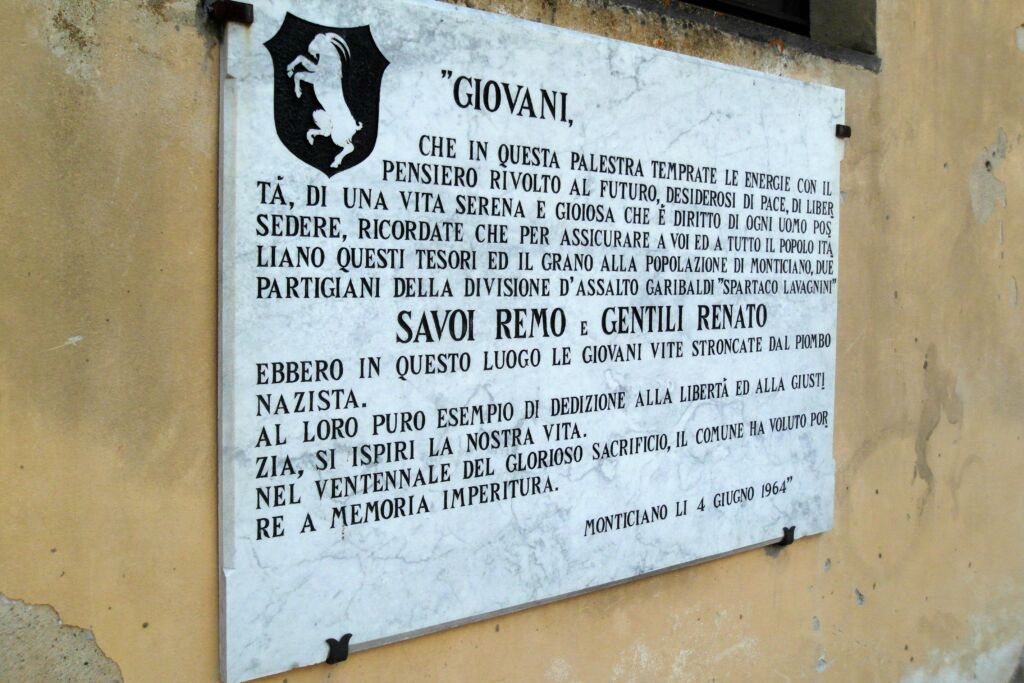 "GIOVANI,
CHE IN QUESTA PALESTRA TEMPRATE LE ENERGIE CON IL
PENSIERO RIVOLTO AL FUTURO, DESIDEROSI DI PACE, DI LIBER
TÀ, DI UNA VITA SERENA E GIOIOSA CHE È DIRITTO DI OGNI UOMO POS
SEDERE, RICORDATE CHE PER ASSICURARE A VOI ED A TUTTO IL POPOLO ITA
LIANO QUESTI TESORI ED IL GRANO ALLA POPOLAZIONE DI MONTICIANO, DUE
PARTIGIANI DELLA DIVISIONE D'ASSALTO GARIBALDI "SPARTACO LAVAGNINI"
SAVOI REMO E GENTILI RENATO
EBBERO IN QUESTO LUOGO LE GIOVANI VITE STRONCATE DAL PIOMBO
NAZISTA.
AL LORO PURO ESEMPIO DI DEDIZIONE ALLA LIBERTÀ ED ALLA GIUSTI
ZIA, SI ISPIRI LA NOSTRA VITA.
NEL VENTENNALE DEL GLORIOSO SACRIFICIO, IL COMUNE HA VOLUTO POR
RE A MEMORIA IMPERITURA.
MONTICIANO LI 4 GIUGNO 1964"